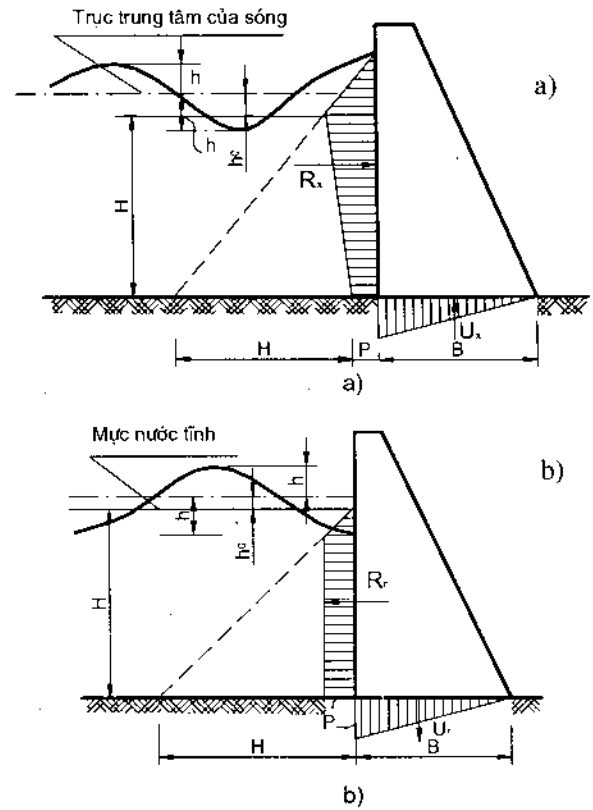 Trục trung tâm của sóng
a)
h
h
h⁰
H
Rₓ
Uₓ
H
P
B
a)
Mực nước tĩnh
b)
h
h
h⁰
H
Rᵣ
P
Uᵣ
H
B
b)